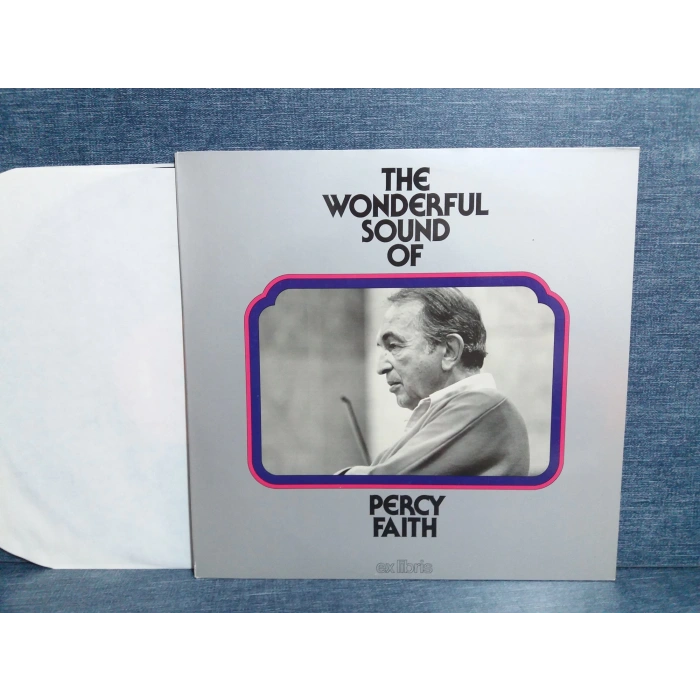 THE
WONDERFUL
SOUND
OF
PERCY
FAITH
ex libris